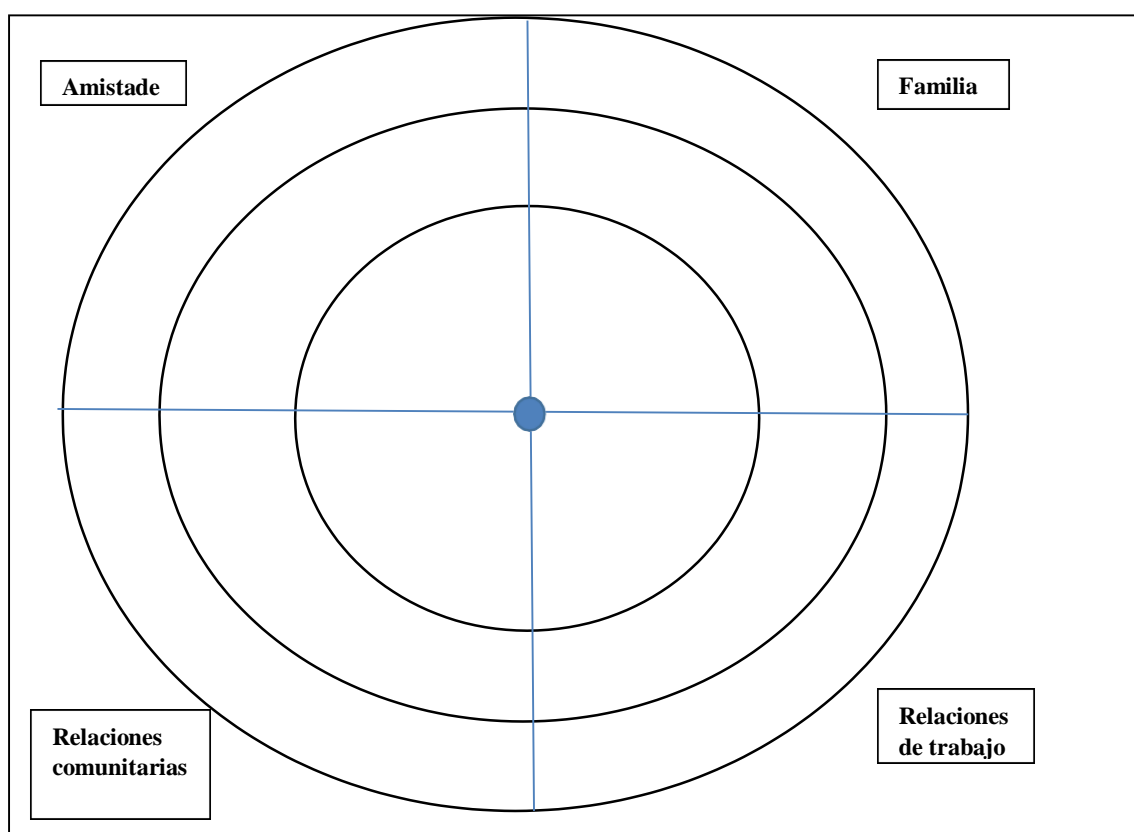 Amistade
Familia
Relaciones
comunitarias
Relaciones
de trabajo